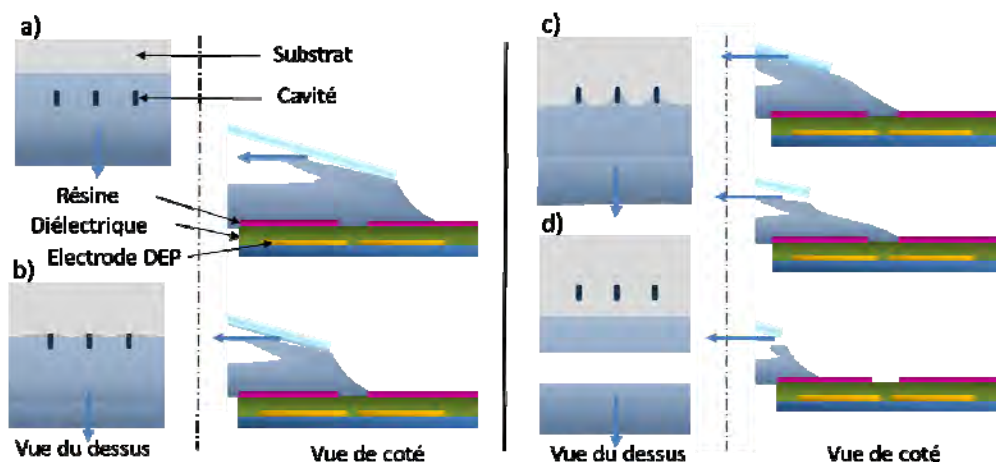 a)
Substrat
Cavité
Résine
Diélectrique
Electrode DEP
b)
Vue du dessus
Vue de coté
c)
d)
Vue du dessus
Vue de coté